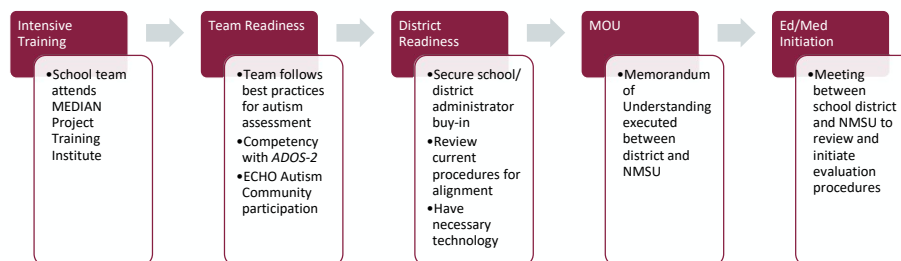 Intensive
Training
•School team
attends
MEDIAN
Project
Training
Institute
Team Readiness
•Team follows
best practices
for autism
assessment
•Competency
with ADOS-2
•ECHO Autism
Community
participation
District
Readiness
•Secure school/
district
administrator
buy-in
•Review
current
procedures for
alignment
•Have
necessary
technology
MOU
•Memorandum
of
Understanding
executed
between
district and
NMSU
Ed/Med
Initiation
•Meeting
between
school district
and NMSU to
review and
initiate
evaluation
procedures